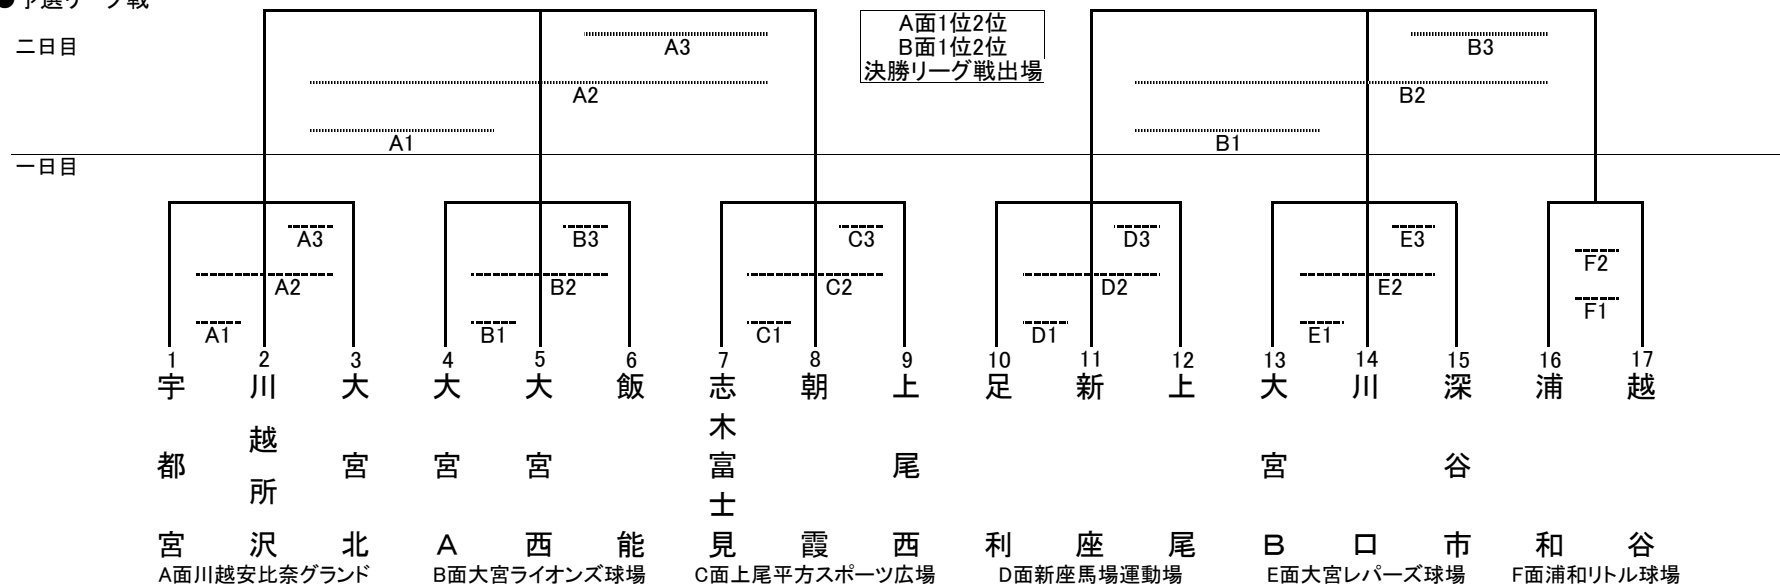 ●予選リーグ戦
二日目
A面1位2位
B面1位2位
決勝リーグ戦出場
A3
B3
A2
B2
A1
B1
一日目
A3
B3
C3
D3
E3
F2
A2
B2
C2
D2
E2
F1
A1
B1
C1
D1
E1
1 2 3 4 5 6 7 8 9 10 11 12 13 14 15 16 17
宇都宮
川越所沢
大宮北
大宮A
大宮西
飯能
志木富士見
朝霞
上尾西
足利
新座
上尾
大宮B
川口
深谷市
浦和
越谷
A面川越安比奈グランド
B面大宮ライオンズ球場
C面上尾平方スポーツ広場
D面新座馬場運動場
E面大宮レパーズ球場
F面浦和リトル球場